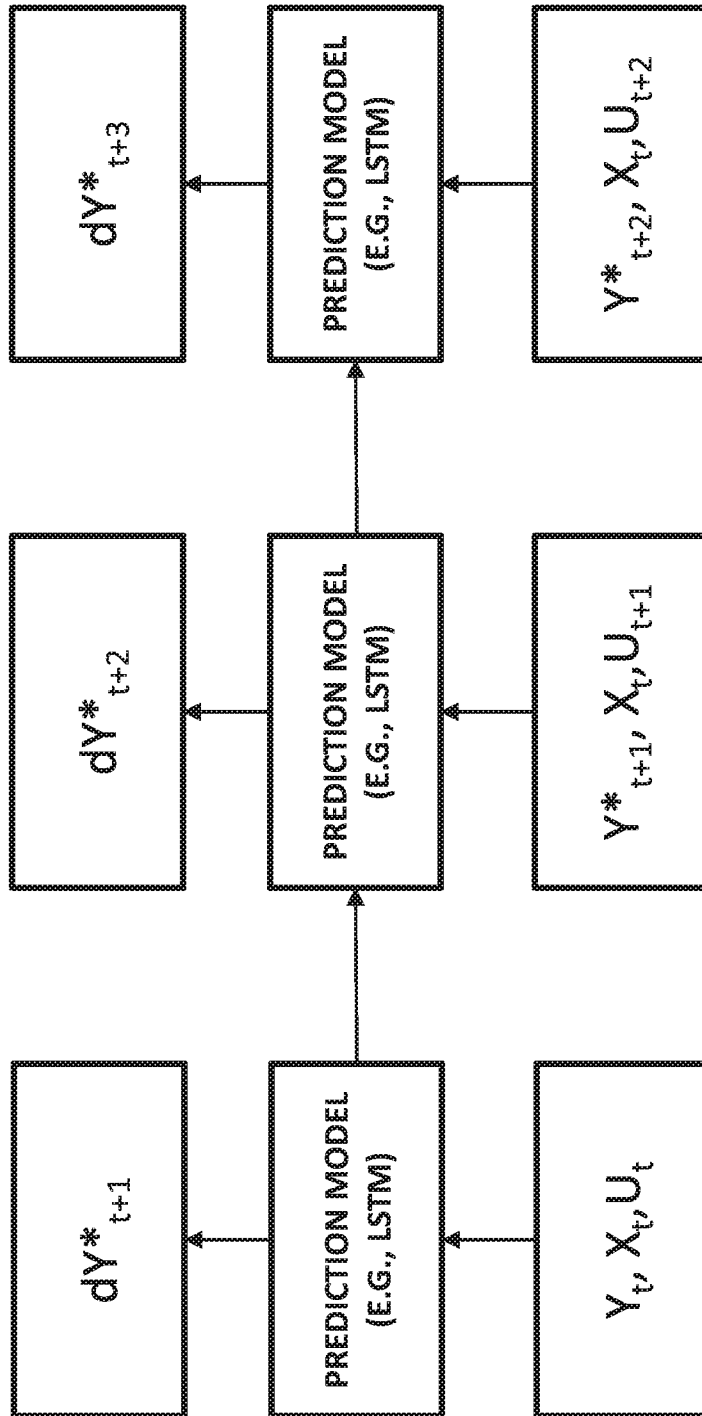 dY*t+1
dY*t+2
dY*t+3
PREDICTION MODEL
(E.G., LSTM)
PREDICTION MODEL
(E.G., LSTM)
PREDICTION MODEL
(E.G., LSTM)
Yt, Xt,Ut
Y*t+1, Xt,Ut+1
Y*t+2, Xt,Ut+2